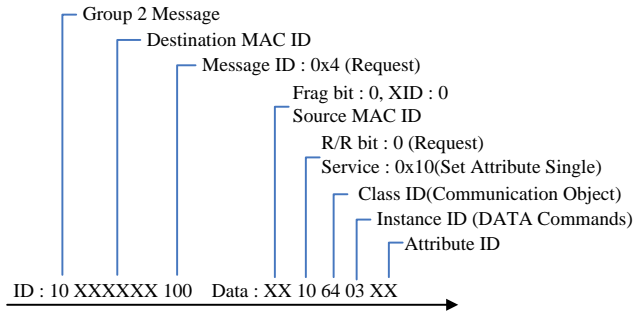 Group 2 Message
Destination MAC ID
Message ID : 0x4 (Request)
Frag bit : 0, XID : 0
Source MAC ID
R/R bit : 0 (Request)
Service : 0x10(Set Attribute Single)
Class ID(Communication Object)
Instance ID (DATA Commands)
Attribute ID
ID : 10 XXXXXX 100 Data : XX 10 64 03 XX